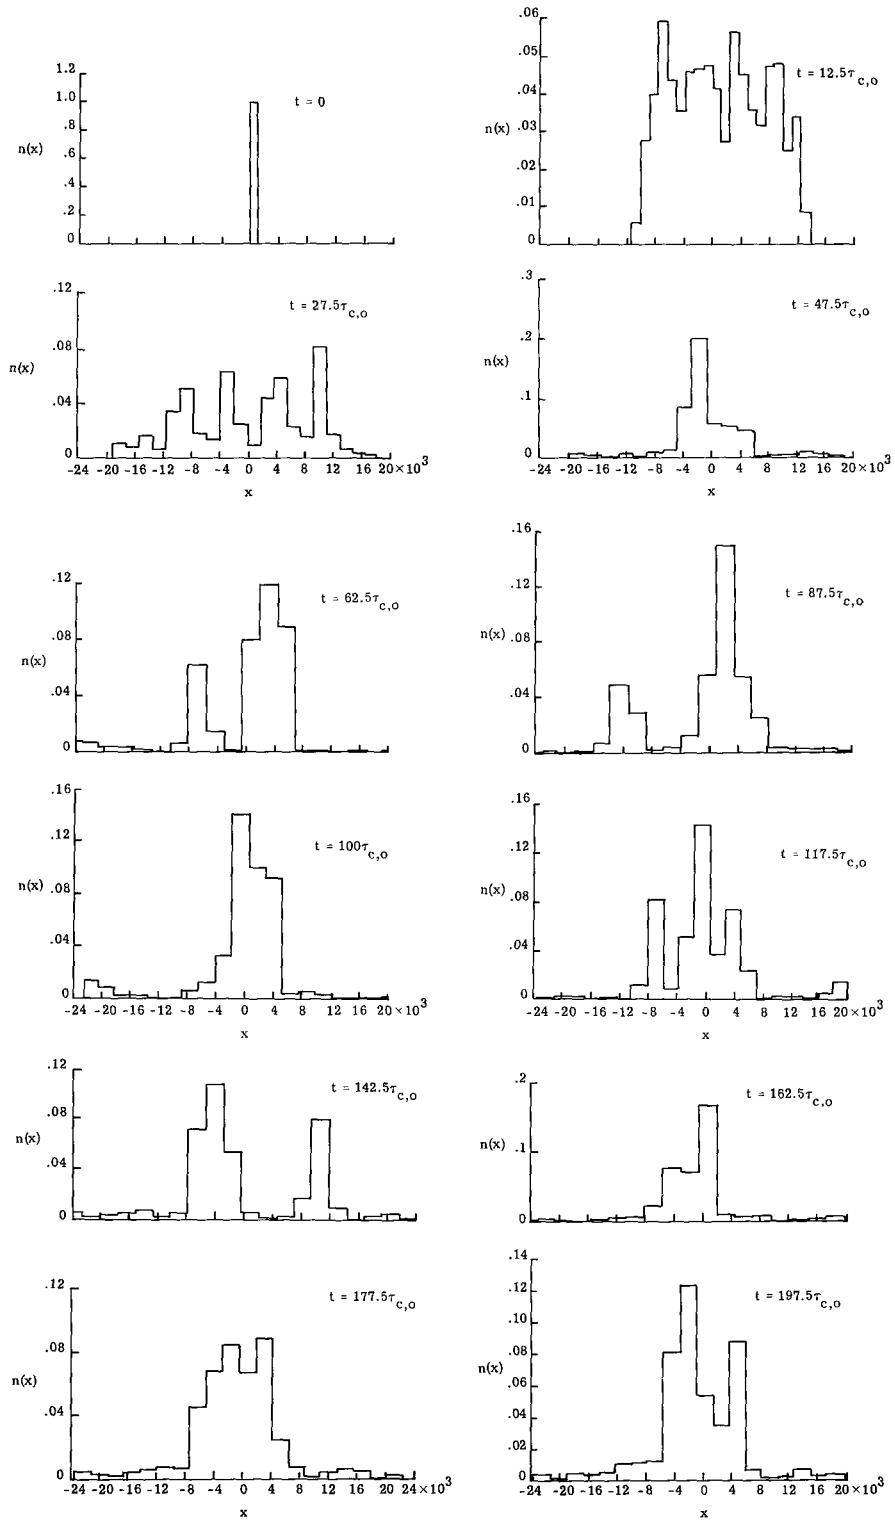 t = 0
1.2
1.0
.8
.6
.4
.2
0
n(x)
t = 12.5τc,o
.06
.05
.04
.03
.02
.01
0
n(x)
t = 27.5τc,o
.12
.08
.04
0
n(x)
-24 -20 -16 -12 -8 -4 0 4 8 12 16 20×10³
x
t = 47.5τc,o
.3
.2
.1
0
n(x)
-24 -20 -16 -12 -8 -4 0 4 8 12 16 20×10³
x
t = 62.5τc,o
.12
.08
.04
0
n(x)
t = 87.5τc,o
.16
.12
.08
.04
0
n(x)
t = 100τc,o
.16
.12
.08
.04
0
n(x)
-24 -20 -16 -12 -8 -4 0 4 8 12 16 20×10³
x
t = 117.5τc,o
.16
.12
.08
.04
0
n(x)
-24 -20 -16 -12 -8 -4 0 4 8 12 16 20×10³
x
t = 142.5τc,o
.12
.08
.04
0
n(x)
t = 162.5τc,o
.2
.1
0
n(x)
t = 177.5τc,o
.12
.08
.04
0
n(x)
-24 -20 -16 -12 -8 -4 0 4 8 12 16 20 24×10³
x
t = 197.5τc,o
.14
.12
.10
.08
.06
.04
.02
0
n(x)
-24 -20 -16 -12 -8 -4 0 4 8 12 16 20×10³
x